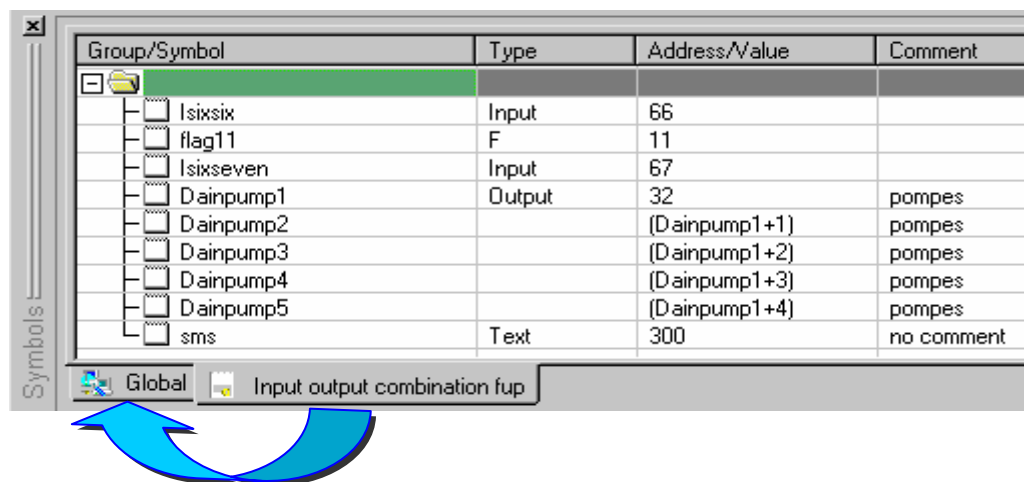 Group/Symbol Type Address/Value Comment
Isixsix Input 66
flag11 F 11
Isixseven Input 67
Dainpump1 Output 32 pompes
Dainpump2 (Dainpump1+1) pompes
Dainpump3 (Dainpump1+2) pompes
Dainpump4 (Dainpump1+3) pompes
Dainpump5 (Dainpump1+4) pompes
sms Text 300 no comment
Symbols
Global Input output combination fup